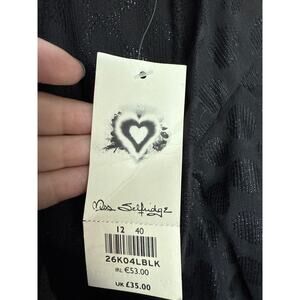 Miss Selfridge
12 40
26K04LBLK
IRL €53.00
UK £35.00